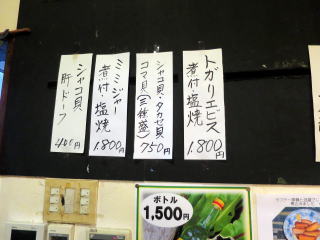 トガリエビス
煮付・塩焼
1.800円
シャコ貝・タカセ貝
コマ貝(三種盛)
750円
ミミジャー
煮付・塩焼
1.800円
シャコ貝
肝ドーフ
400円
ボトル
1,500円